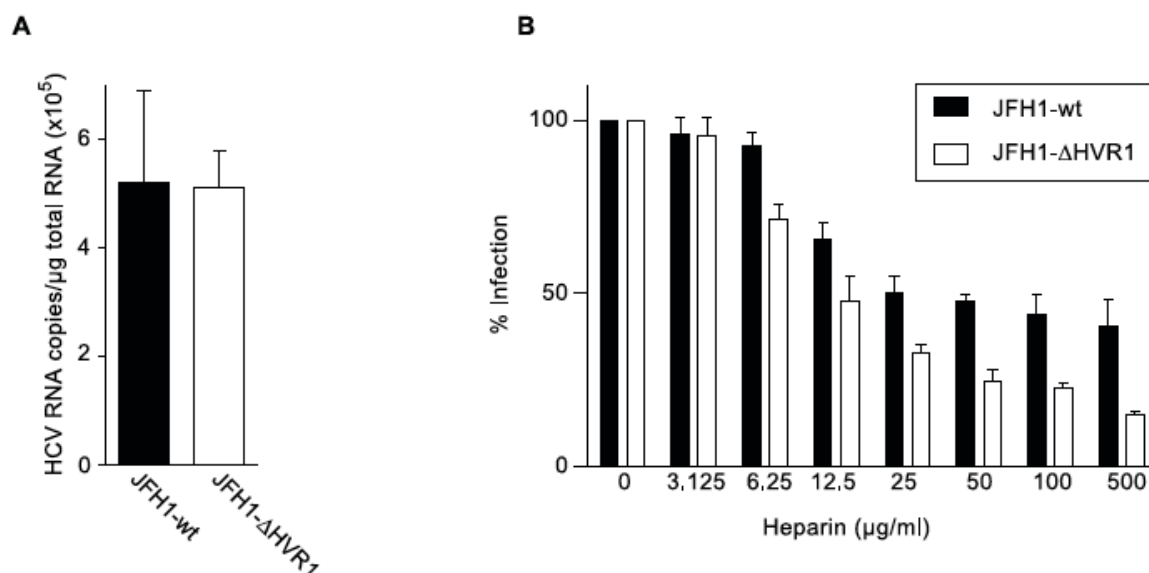 A
HCV RNA copies/µg total RNA (x10⁵)
6
4
2
0
JFH1-wt
JFH1-ΔHVR1
B
JFH1-wt
JFH1-ΔHVR1
% Infection
100
50
0
0 3.125 6.25 12.5 25 50 100 500
Heparin (µg/ml)